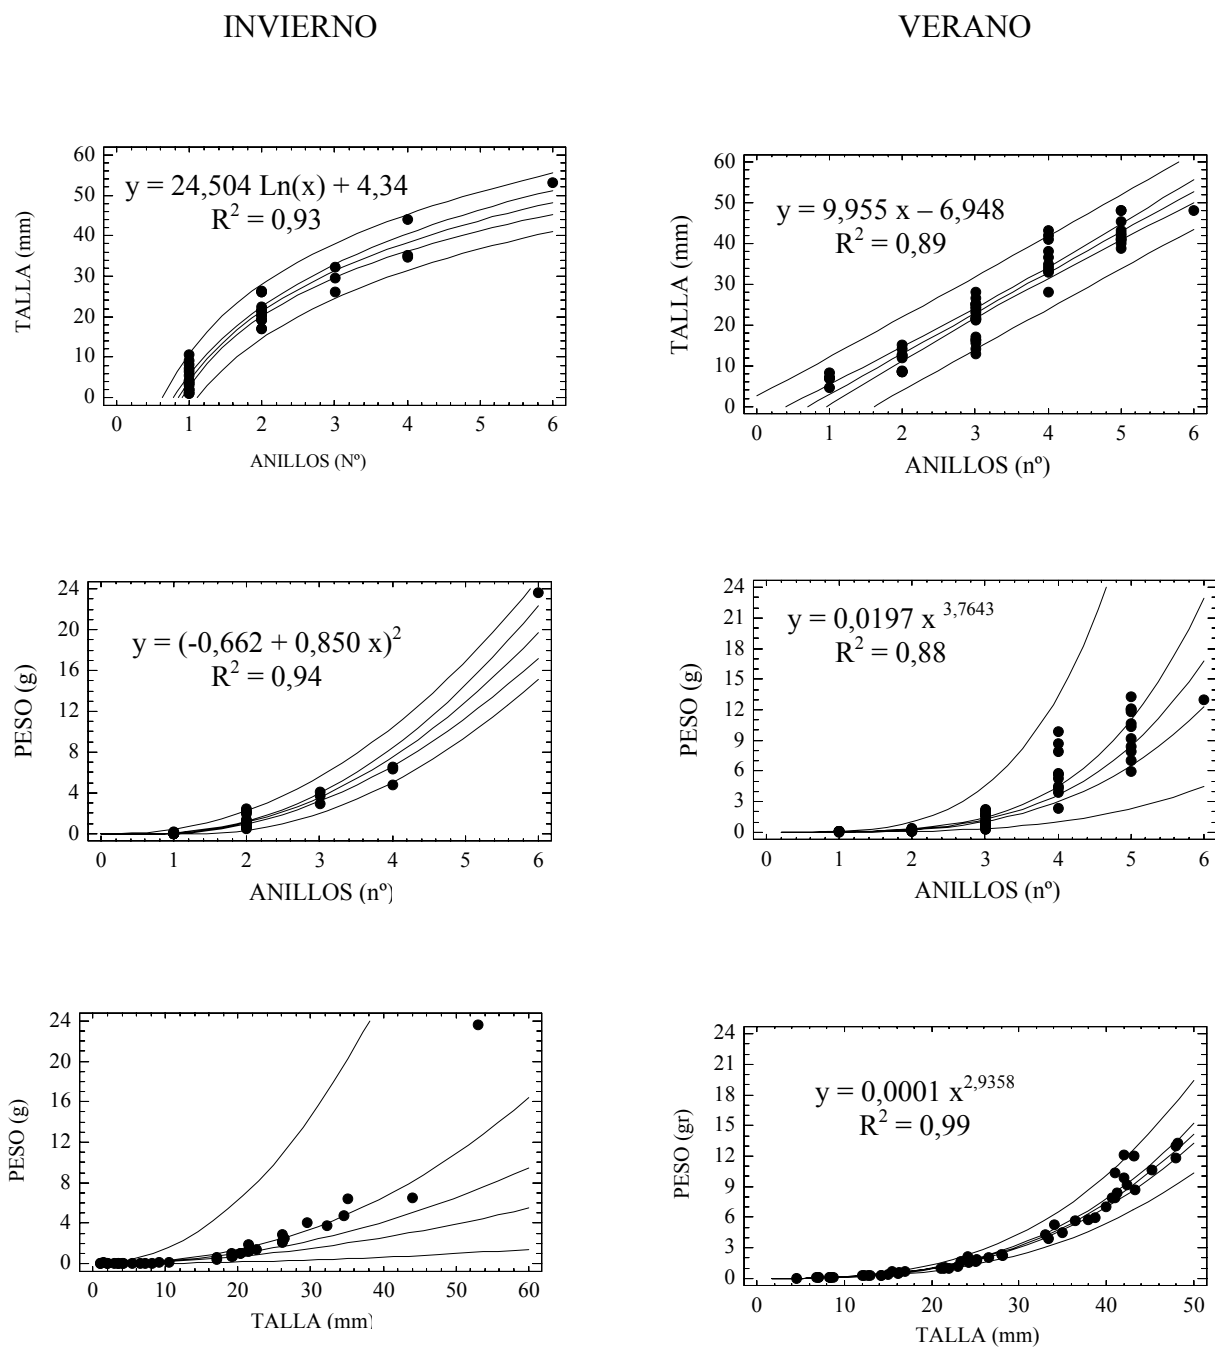 INVIERNO
VERANO
60
50
40
30
20
10
0
TALLA (mm)
y = 24,504 Ln(x) + 4,34
R² = 0,93
0 1 2 3 4 5 6
ANILLOS (Nº)
60
50
40
30
20
10
0
TALLA (mm)
y = 9,955 x – 6,948
R² = 0,89
0 1 2 3 4 5 6
ANILLOS (nº)
24
20
16
12
8
4
0
PESO (g)
y = (-0,662 + 0,850 x)²
R² = 0,94
0 1 2 3 4 5 6
ANILLOS (nº)
24
21
18
15
12
9
6
3
0
PESO (g)
y = 0,0197 x ³,⁷⁶⁴³
R² = 0,88
0 1 2 3 4 5 6
ANILLOS (nº)
24
20
16
12
8
4
0
PESO (g)
0 10 20 30 40 50 60
TALLA (mm)
24
21
18
15
12
9
6
3
0
PESO (gr)
y = 0,0001 x²,⁹³⁵⁸
R² = 0,99
0 10 20 30 40 50
TALLA (mm)